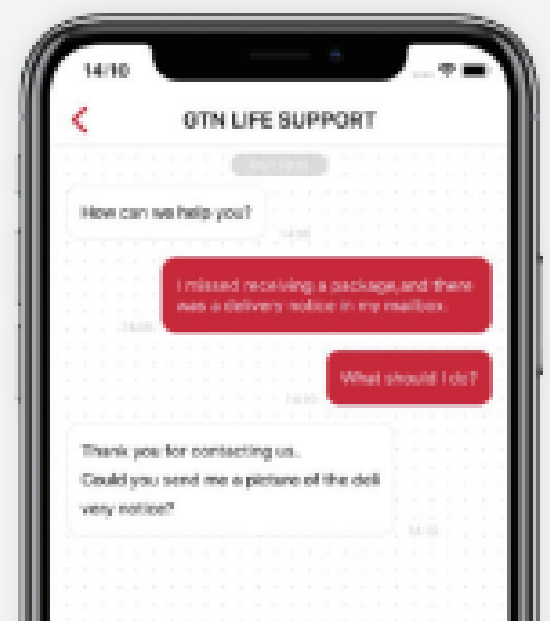 14:10
GTN LIFE SUPPORT
How can we help you?
I missed receiving a package,and there
was a delivery notice in my mailbox.
What should I do?
Thank you for contacting us.
Could you send me a picture of the deli
very notice?